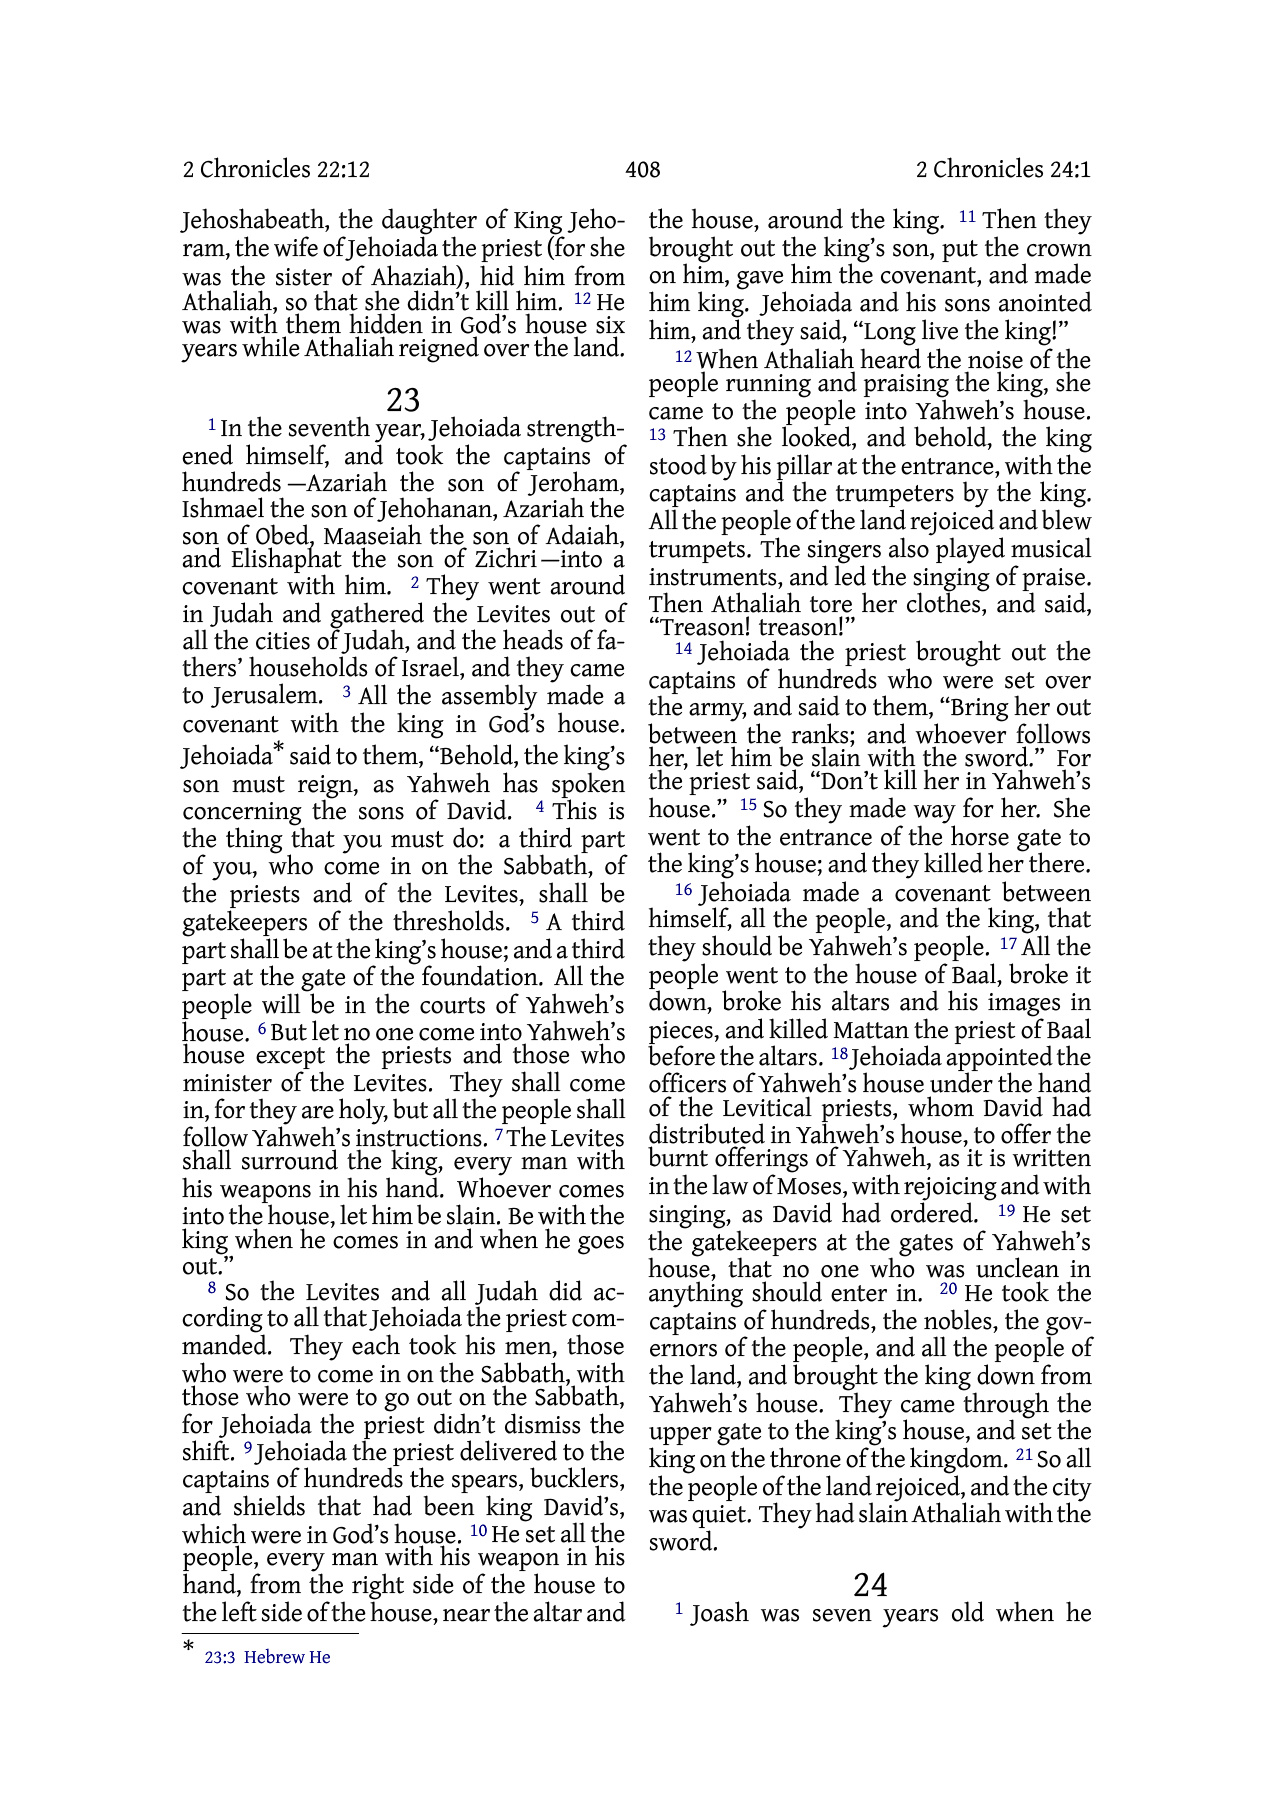 2 Chronicles 22:12
408
2 Chronicles 24:1
Jehoshabeath, the daughter of King Jeho-
ram, the wife of Jehoiada the priest (for she
was the sister of Ahaziah), hid him from
Athaliah, so that she didn’t kill him. 12 He
was with them hidden in God’s house six
years while Athaliah reigned over the land.
23
1 In the seventh year, Jehoiada strength-
ened himself, and took the captains of
hundreds —Azariah the son of Jeroham,
Ishmael the son of Jehohanan, Azariah the
son of Obed, Maaseiah the son of Adaiah,
and Elishaphat the son of Zichri—into a
covenant with him. 2 They went around
in Judah and gathered the Levites out of
all the cities of Judah, and the heads of fa-
thers’ households of Israel, and they came
to Jerusalem. 3 All the assembly made a
covenant with the king in God’s house.
Jehoiada* said to them, “Behold, the king’s
son must reign, as Yahweh has spoken
concerning the sons of David. 4 This is
the thing that you must do: a third part
of you, who come in on the Sabbath, of
the priests and of the Levites, shall be
gatekeepers of the thresholds. 5 A third
part shall be at the king’s house; and a third
part at the gate of the foundation. All the
people will be in the courts of Yahweh’s
house. 6 But let no one come into Yahweh’s
house except the priests and those who
minister of the Levites. They shall come
in, for they are holy, but all the people shall
follow Yahweh’s instructions. 7 The Levites
shall surround the king, every man with
his weapons in his hand. Whoever comes
into the house, let him be slain. Be with the
king when he comes in and when he goes
out.”
8 So the Levites and all Judah did ac-
cording to all that Jehoiada the priest com-
manded. They each took his men, those
who were to come in on the Sabbath, with
those who were to go out on the Sabbath,
for Jehoiada the priest didn’t dismiss the
shift. 9 Jehoiada the priest delivered to the
captains of hundreds the spears, bucklers,
and shields that had been king David’s,
which were in God’s house. 10 He set all the
people, every man with his weapon in his
hand, from the right side of the house to
the left side of the house, near the altar and
* 23:3 Hebrew He
the house, around the king. 11 Then they
brought out the king’s son, put the crown
on him, gave him the covenant, and made
him king. Jehoiada and his sons anointed
him, and they said, “Long live the king!”
12 When Athaliah heard the noise of the
people running and praising the king, she
came to the people into Yahweh’s house.
13 Then she looked, and behold, the king
stood by his pillar at the entrance, with the
captains and the trumpeters by the king.
All the people of the land rejoiced and blew
trumpets. The singers also played musical
instruments, and led the singing of praise.
Then Athaliah tore her clothes, and said,
“Treason! treason!”
14 Jehoiada the priest brought out the
captains of hundreds who were set over
the army, and said to them, “Bring her out
between the ranks; and whoever follows
her, let him be slain with the sword.” For
the priest said, “Don’t kill her in Yahweh’s
house.” 15 So they made way for her. She
went to the entrance of the horse gate to
the king’s house; and they killed her there.
16 Jehoiada made a covenant between
himself, all the people, and the king, that
they should be Yahweh’s people. 17 All the
people went to the house of Baal, broke it
down, broke his altars and his images in
pieces, and killed Mattan the priest of Baal
before the altars. 18 Jehoiada appointed the
officers of Yahweh’s house under the hand
of the Levitical priests, whom David had
distributed in Yahweh’s house, to offer the
burnt offerings of Yahweh, as it is written
in the law of Moses, with rejoicing and with
singing, as David had ordered. 19 He set
the gatekeepers at the gates of Yahweh’s
house, that no one who was unclean in
anything should enter in. 20 He took the
captains of hundreds, the nobles, the gov-
ernors of the people, and all the people of
the land, and brought the king down from
Yahweh’s house. They came through the
upper gate to the king’s house, and set the
king on the throne of the kingdom. 21 So all
the people of the land rejoiced, and the city
was quiet. They had slain Athaliah with the
sword.
24
1 Joash was seven years old when he